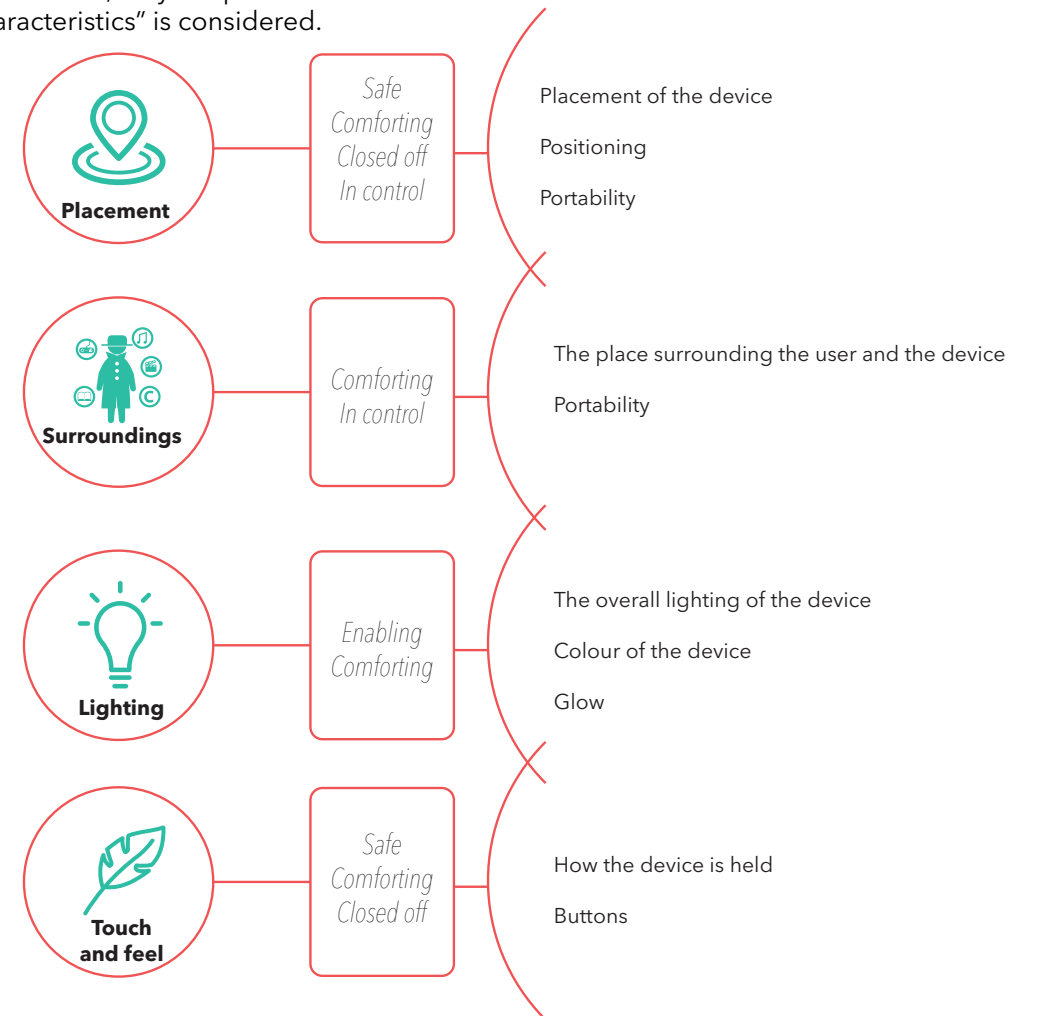 aracteristics” is considered.
Placement
Safe
Comforting
Closed off
In control
Placement of the device
Positioning
Portability
Surroundings
Comforting
In control
The place surrounding the user and the device
Portability
Lighting
Enabling
Comforting
The overall lighting of the device
Colour of the device
Glow
Touch
and feel
Safe
Comforting
Closed off
How the device is held
Buttons